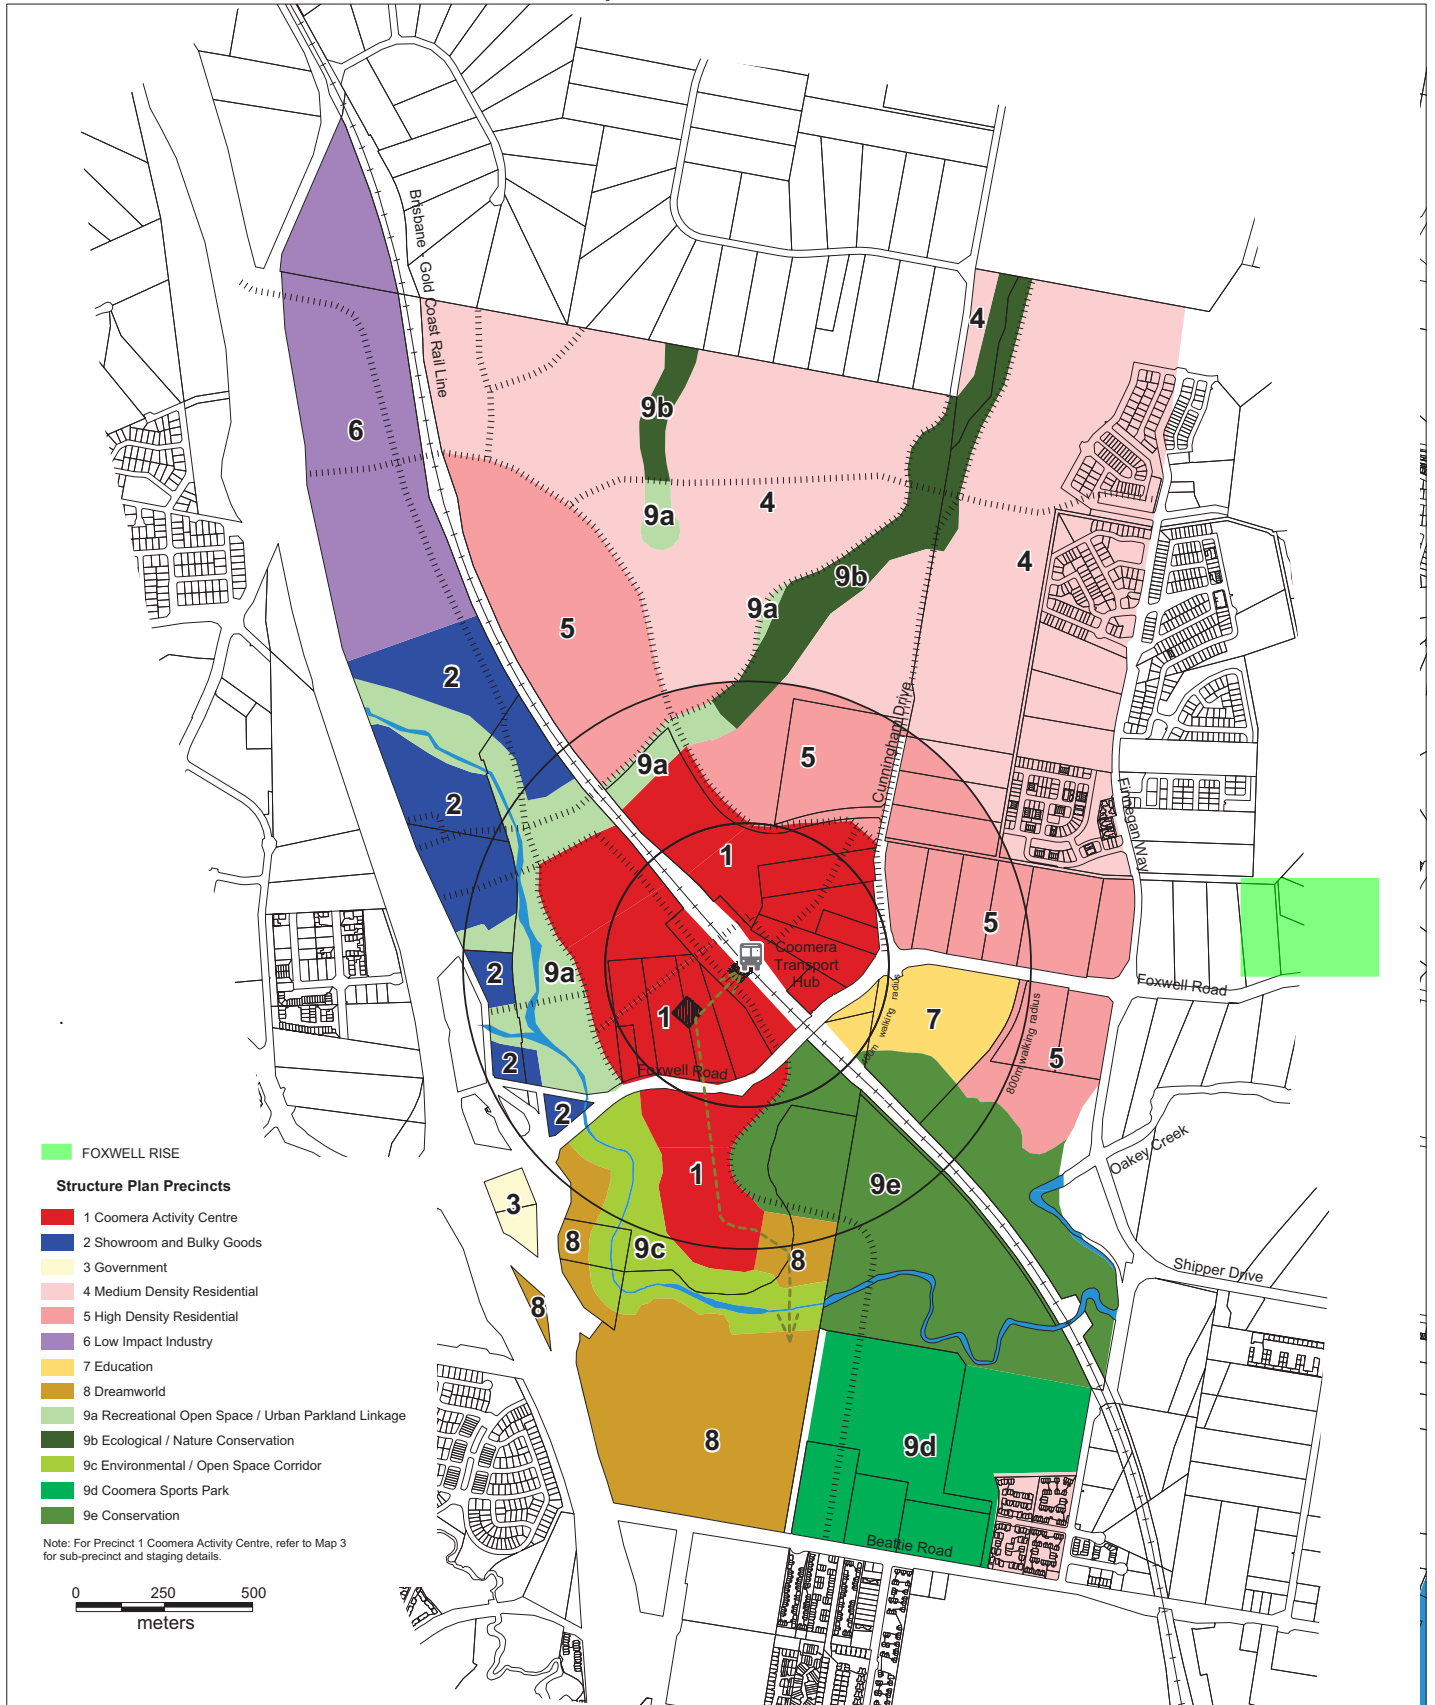 Brisbane - Gold Coast Rail Line
4
6
9b
9a
4
4
9b
9a
5
2
Cunningham Drive
9a
5
2
Finnegan Way
1
5
Coomera
Transport
Hub
2
9a
Foxwell Road
1
7
400m walking radius
800m walking radius
5
2
Foxwell Road
2
Oakey Creek
1
9e
3
8
9c
8
8
Shipper Drive
8
9d
Beattie Road
FOXWELL RISE
Structure Plan Precincts
1 Coomera Activity Centre
2 Showroom and Bulky Goods
3 Government
4 Medium Density Residential
5 High Density Residential
6 Low Impact Industry
7 Education
8 Dreamworld
9a Recreational Open Space / Urban Parkland Linkage
9b Ecological / Nature Conservation
9c Environmental / Open Space Corridor
9d Coomera Sports Park
9e Conservation
Note: For Precinct 1 Coomera Activity Centre, refer to Map 3
for sub-precinct and staging details.
0 250 500
meters